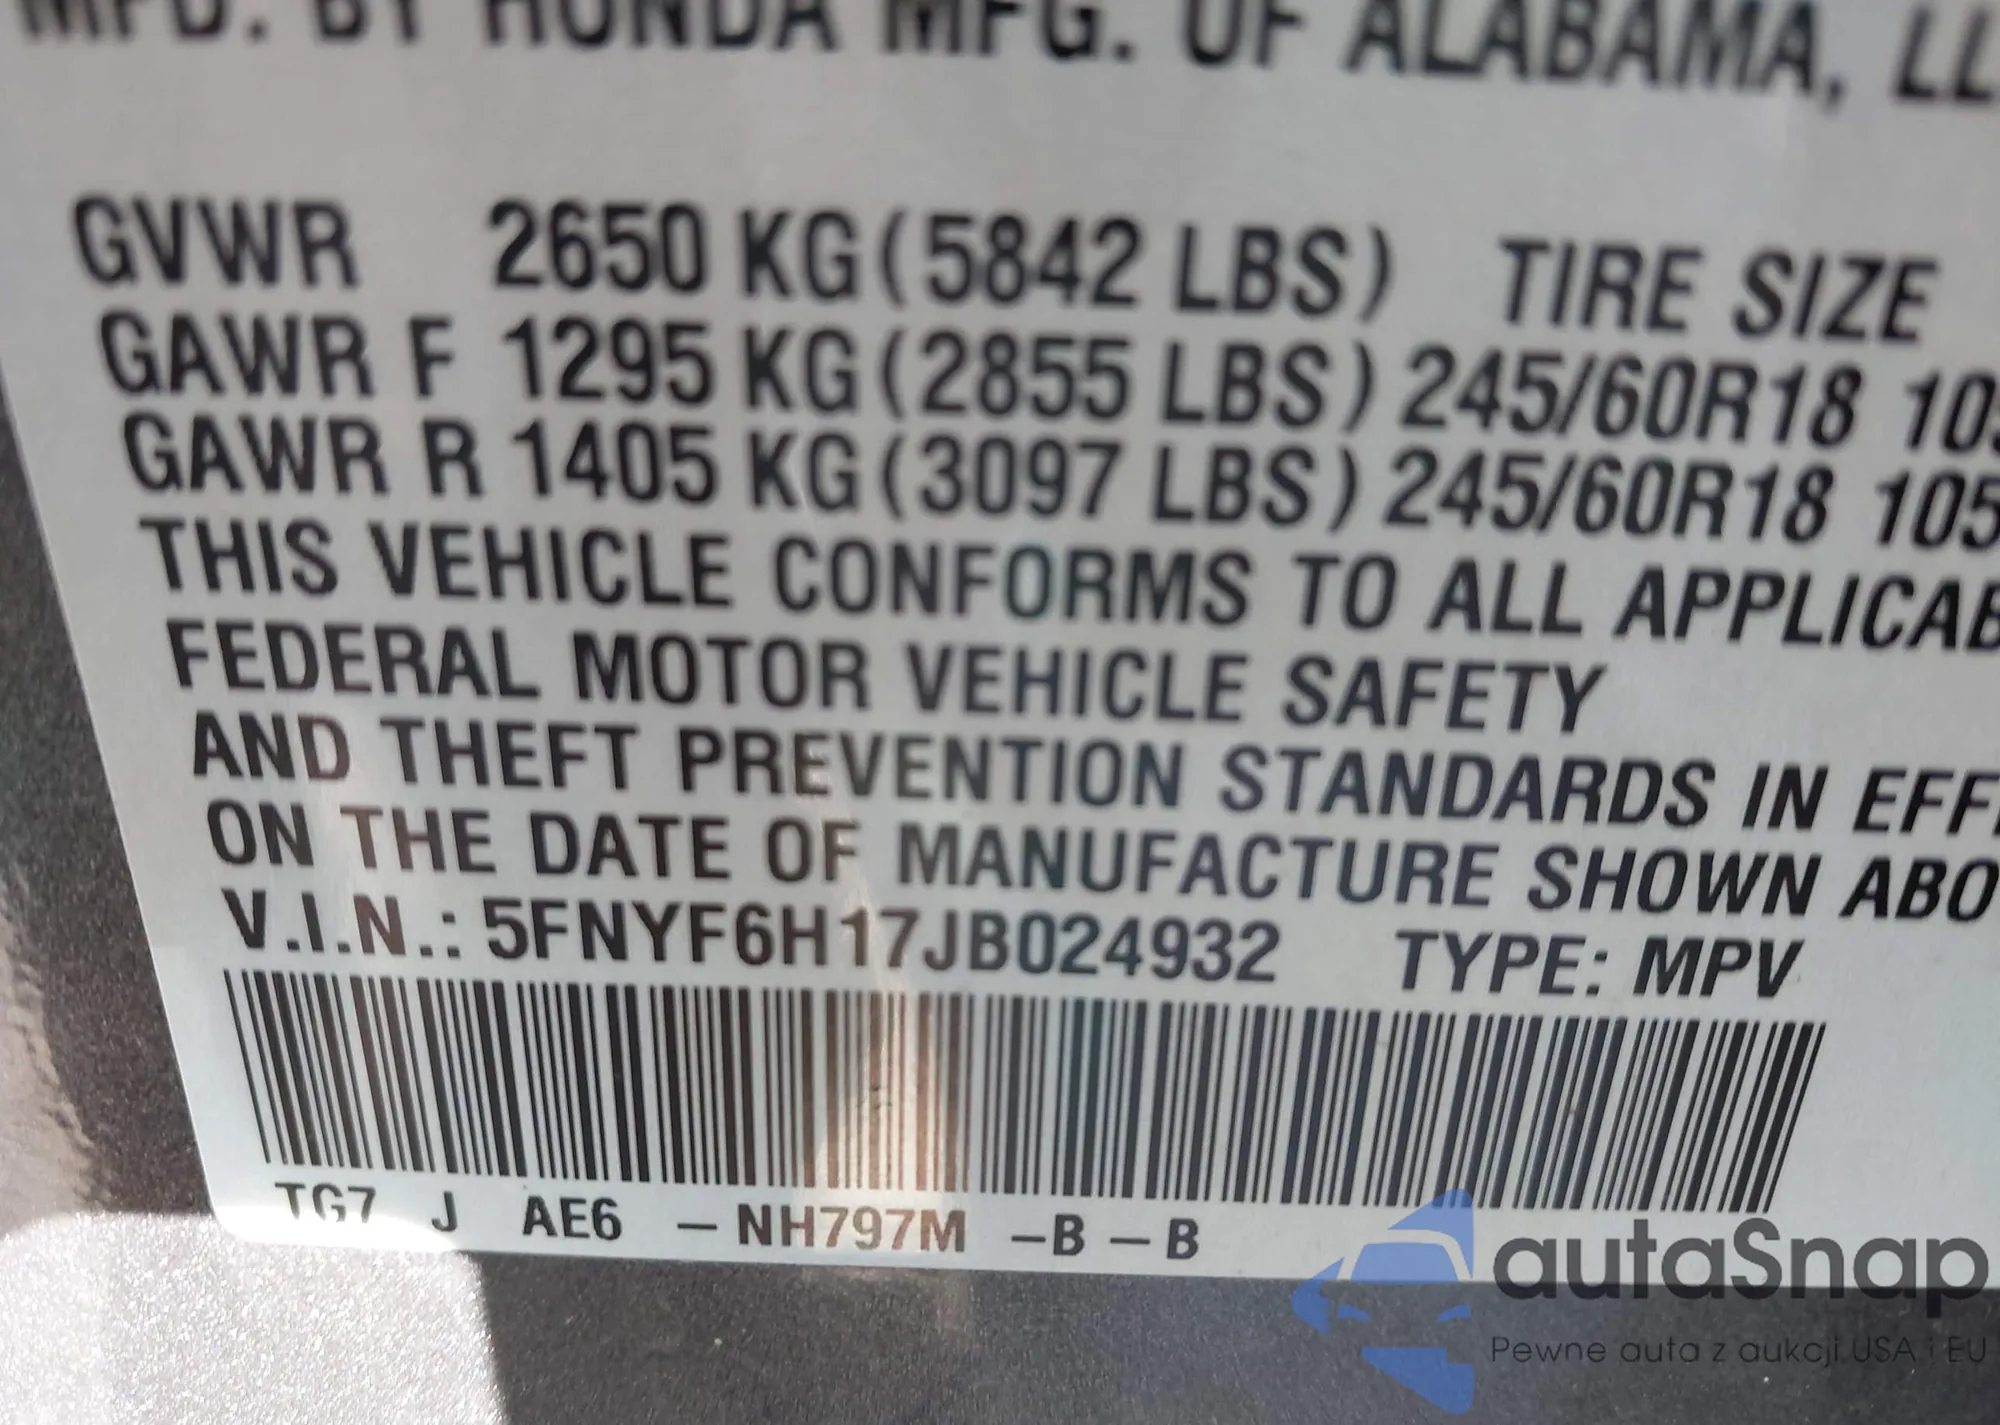 MFD. BY HONDA MFG. OF ALABAMA, LL
GVWR 2650 KG (5842 LBS) TIRE SIZE
GAWR F 1295 KG (2855 LBS) 245/60R18 105
GAWR R 1405 KG (3097 LBS) 245/60R18 105
THIS VEHICLE CONFORMS TO ALL APPLICAB
FEDERAL MOTOR VEHICLE SAFETY
AND THEFT PREVENTION STANDARDS IN EFF
ON THE DATE OF MANUFACTURE SHOWN ABO
V.I.N.: 5FNYF6H17JB024932 TYPE: MPV
TG7 J AE6 -NH797M -B-B
autaSnap
Pewne auta z aukcji USA i EU